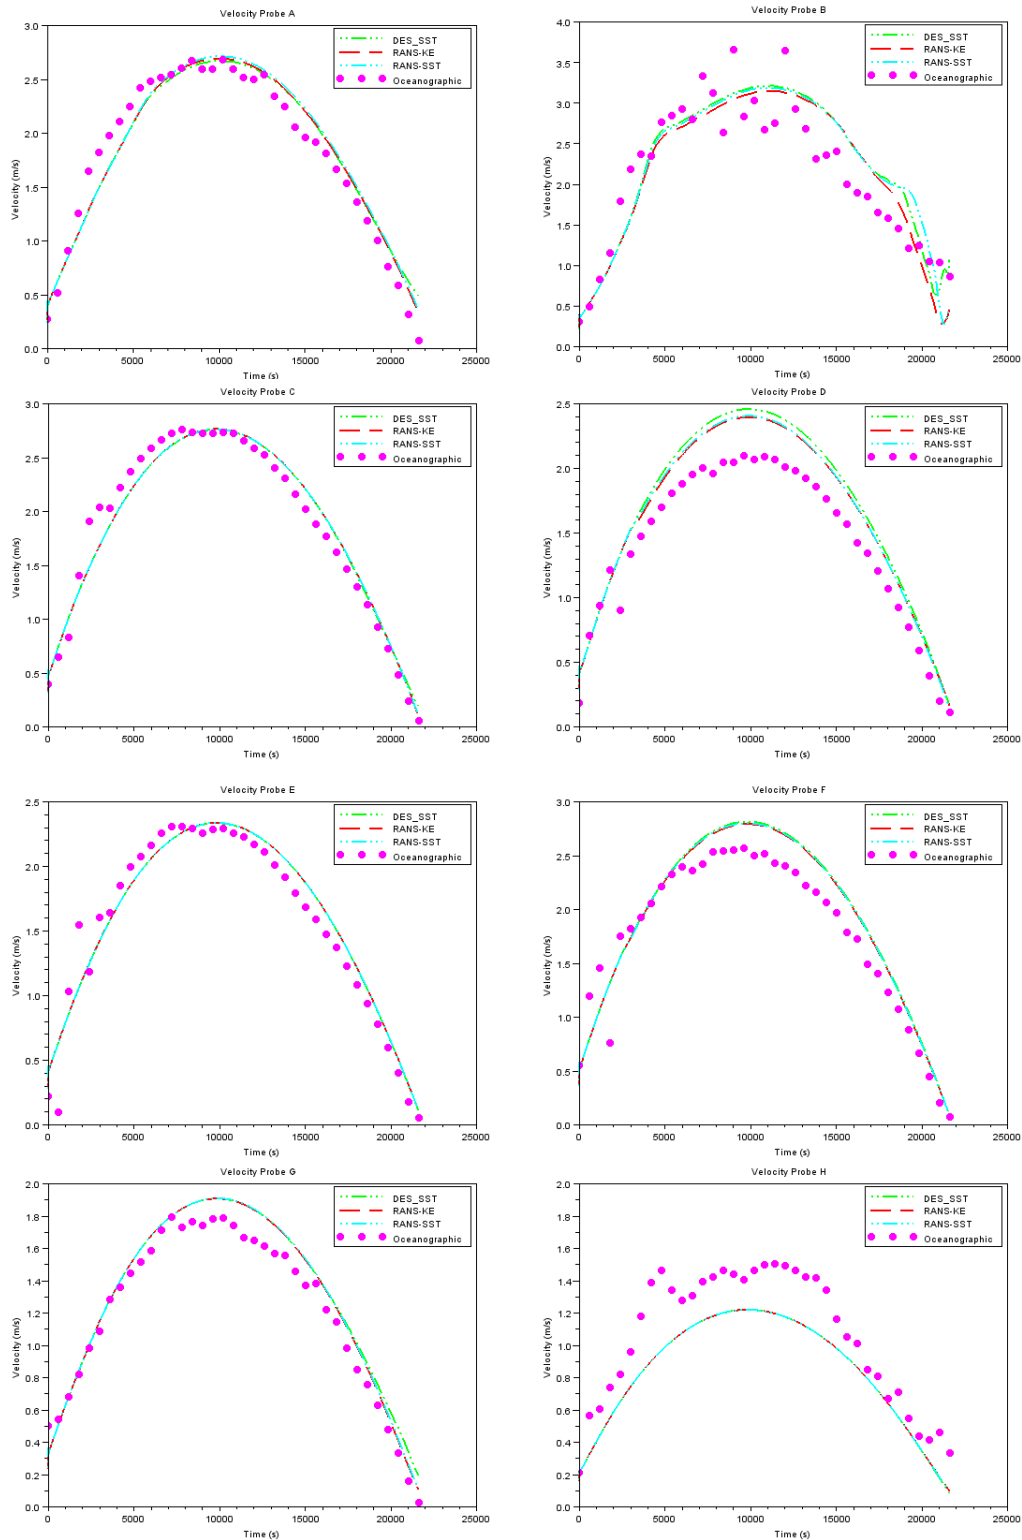 Velocity Probe A
3.0
2.5
2.0
1.5
1.0
0.5
0.0
Velocity (m/s)
0 5000 10000 15000 20000 25000
Time (s)
DES_SST
RANS-KE
RANS-SST
Oceanographic
Velocity Probe B
4.0
3.5
3.0
2.5
2.0
1.5
1.0
0.5
0.0
Velocity (m/s)
0 5000 10000 15000 20000 25000
Time (s)
DES_SST
RANS-KE
RANS-SST
Oceanographic
Velocity Probe C
3.0
2.5
2.0
1.5
1.0
0.5
0.0
Velocity (m/s)
0 5000 10000 15000 20000 25000
Time (s)
DES_SST
RANS-KE
RANS-SST
Oceanographic
Velocity Probe D
2.5
2.0
1.5
1.0
0.5
0.0
Velocity (m/s)
0 5000 10000 15000 20000 25000
Time (s)
DES_SST
RANS-KE
RANS-SST
Oceanographic
Velocity Probe E
2.5
2.0
1.5
1.0
0.5
0.0
Velocity (m/s)
0 5000 10000 15000 20000 25000
Time (s)
DES_SST
RANS-KE
RANS-SST
Oceanographic
Velocity Probe F
3.0
2.5
2.0
1.5
1.0
0.5
0.0
Velocity (m/s)
0 5000 10000 15000 20000 25000
Time (s)
DES_SST
RANS-KE
RANS-SST
Oceanographic
Velocity Probe G
2.0
1.8
1.6
1.4
1.2
1.0
0.8
0.6
0.4
0.2
0.0
Velocity (m/s)
0 5000 10000 15000 20000 25000
Time (s)
DES_SST
RANS-KE
RANS-SST
Oceanographic
Velocity Probe H
2.0
1.8
1.6
1.4
1.2
1.0
0.8
0.6
0.4
0.2
0.0
Velocity (m/s)
0 5000 10000 15000 20000 25000
Time (s)
DES_SST
RANS-KE
RANS-SST
Oceanographic